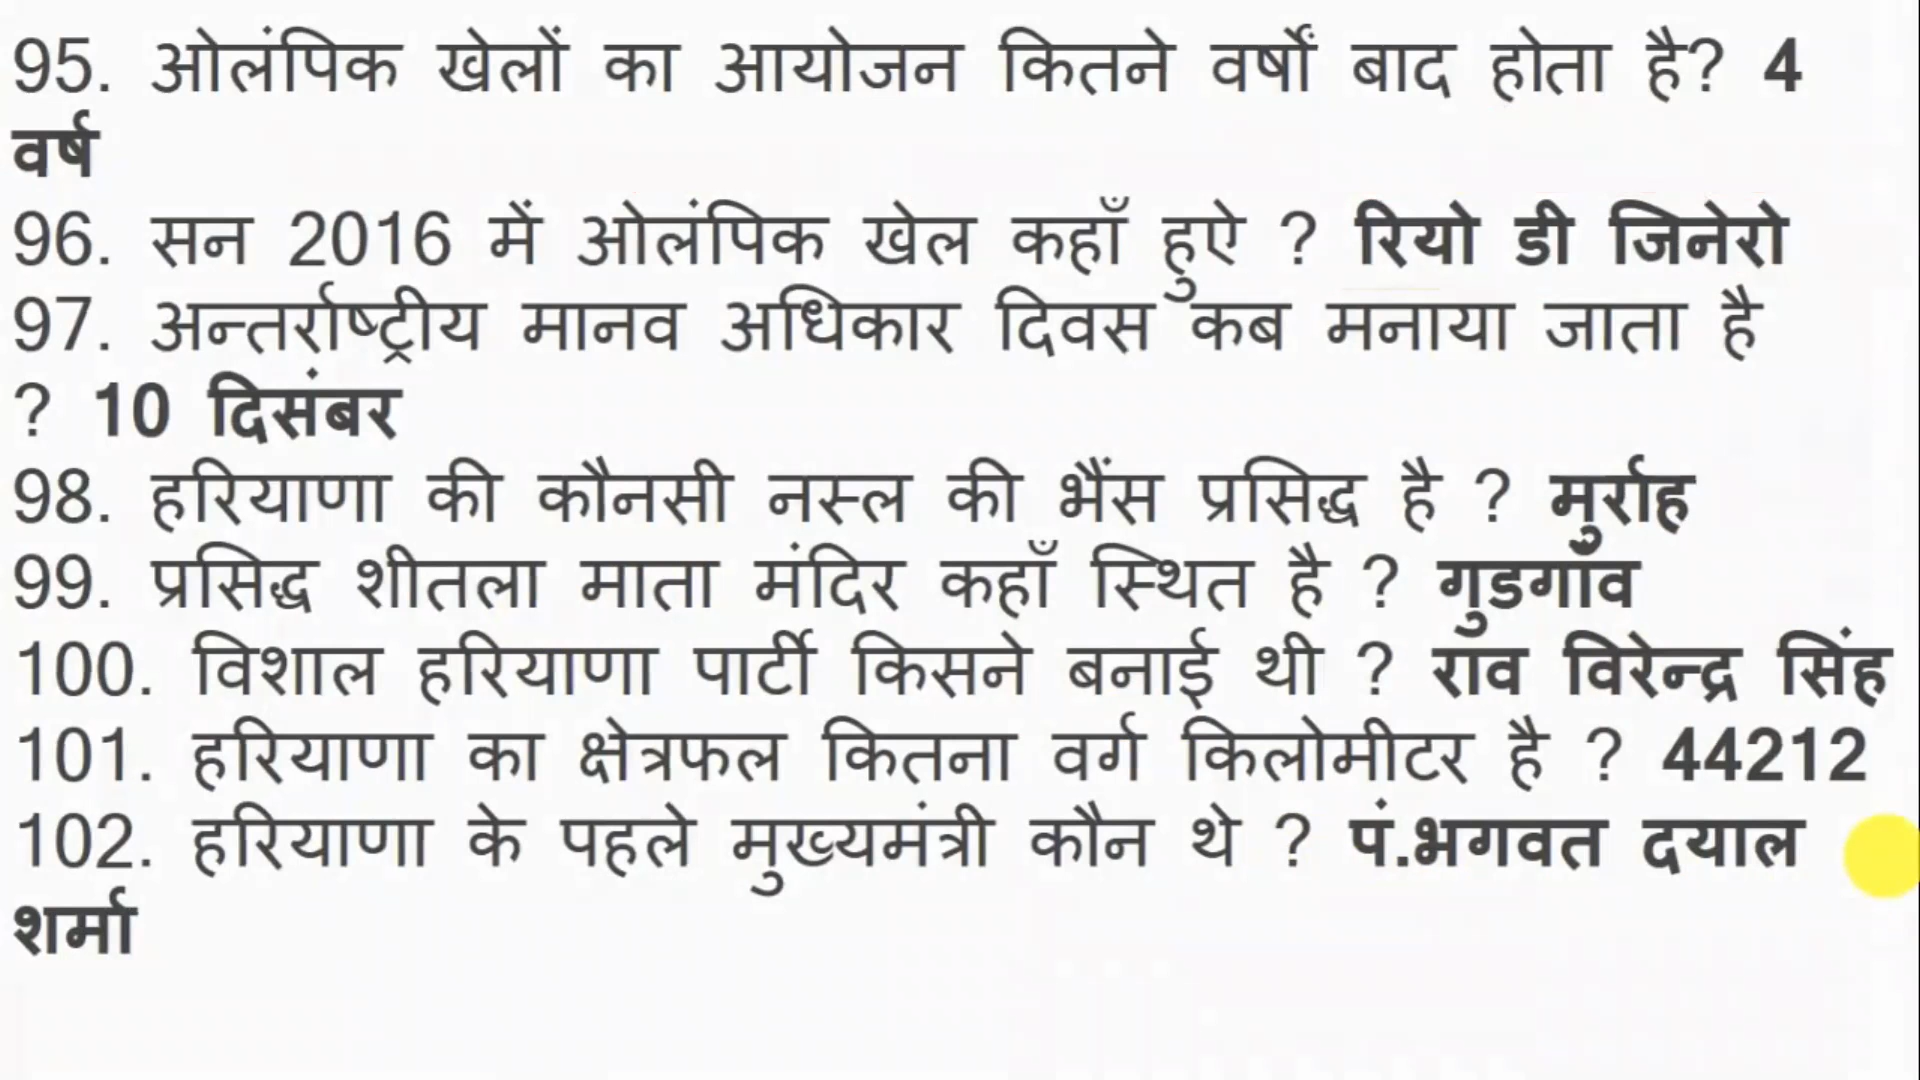 95. ओलंपिक खेलों का आयोजन कितने वर्षों बाद होता है? 4
वर्ष
96. सन 2016 में ओलंपिक खेल कहाँ हुऐ ? रियो डी जिनेरो
97. अन्तर्राष्ट्रीय मानव अधिकार दिवस कब मनाया जाता है
? 10 दिसंबर
98. हरियाणा की कौनसी नस्ल की भैंस प्रसिद्ध है ? मुर्राह
99. प्रसिद्ध शीतला माता मंदिर कहाँ स्थित है ? गुडगाँव
100. विशाल हरियाणा पार्टी किसने बनाई थी ? राव विरेन्द्र सिंह
101. हरियाणा का क्षेत्रफल कितना वर्ग किलोमीटर है ? 44212
102. हरियाणा के पहले मुख्यमंत्री कौन थे ? पं.भगवत दयाल
शर्मा